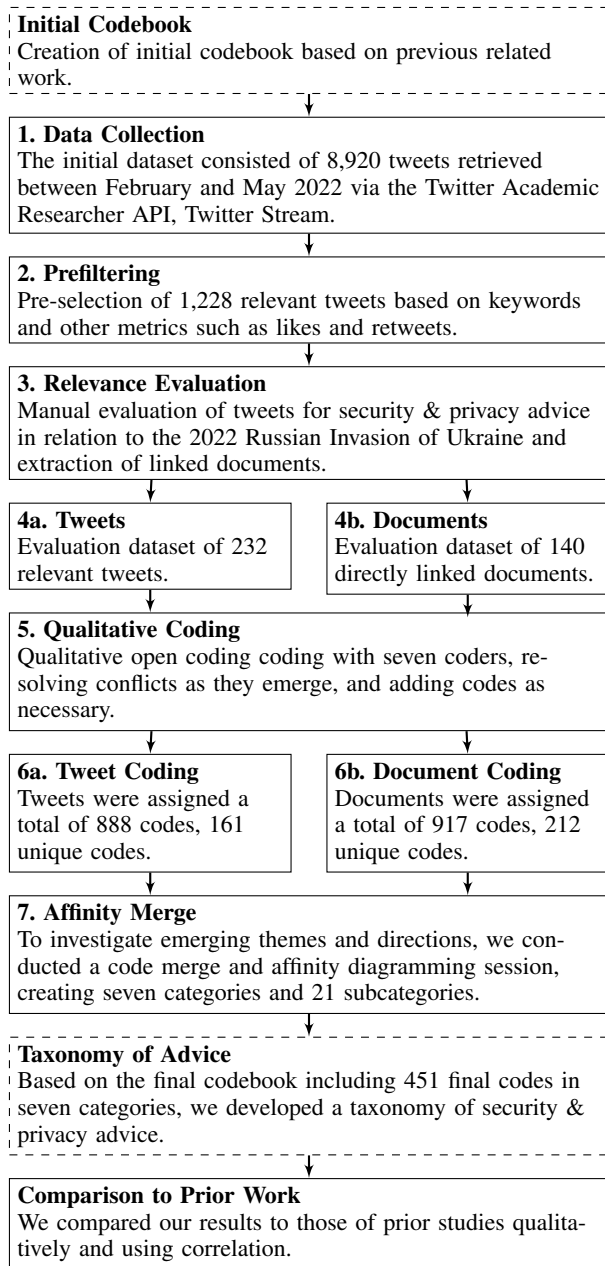 Initial Codebook
Creation of initial codebook based on previous related
work.
1. Data Collection
The initial dataset consisted of 8,920 tweets retrieved
between February and May 2022 via the Twitter Academic
Researcher API, Twitter Stream.
2. Prefiltering
Pre-selection of 1,228 relevant tweets based on keywords
and other metrics such as likes and retweets.
3. Relevance Evaluation
Manual evaluation of tweets for security & privacy advice
in relation to the 2022 Russian Invasion of Ukraine and
extraction of linked documents.
4a. Tweets
Evaluation dataset of 232
relevant tweets.
4b. Documents
Evaluation dataset of 140
directly linked documents.
5. Qualitative Coding
Qualitative open coding coding with seven coders, re-
solving conflicts as they emerge, and adding codes as
necessary.
6a. Tweet Coding
Tweets were assigned a
total of 888 codes, 161
unique codes.
6b. Document Coding
Documents were assigned
a total of 917 codes, 212
unique codes.
7. Affinity Merge
To investigate emerging themes and directions, we con-
ducted a code merge and affinity diagramming session,
creating seven categories and 21 subcategories.
Taxonomy of Advice
Based on the final codebook including 451 final codes in
seven categories, we developed a taxonomy of security &
privacy advice.
Comparison to Prior Work
We compared our results to those of prior studies qualita-
tively and using correlation.